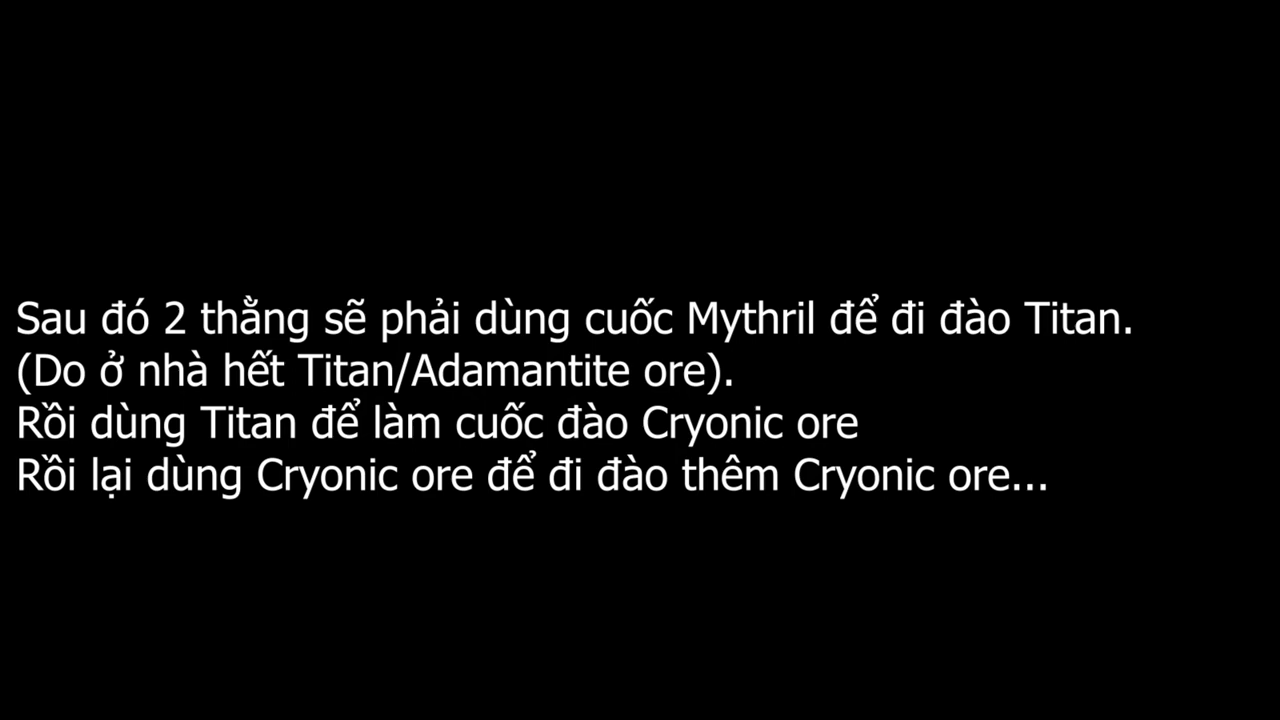 Sau đó 2 thằng sẽ phải dùng cuốc Mythril để đi đào Titan.
(Do ở nhà hết Titan/Adamantite ore).
Rồi dùng Titan để làm cuốc đào Cryonic ore
Rồi lại dùng Cryonic ore để đi đào thêm Cryonic ore...